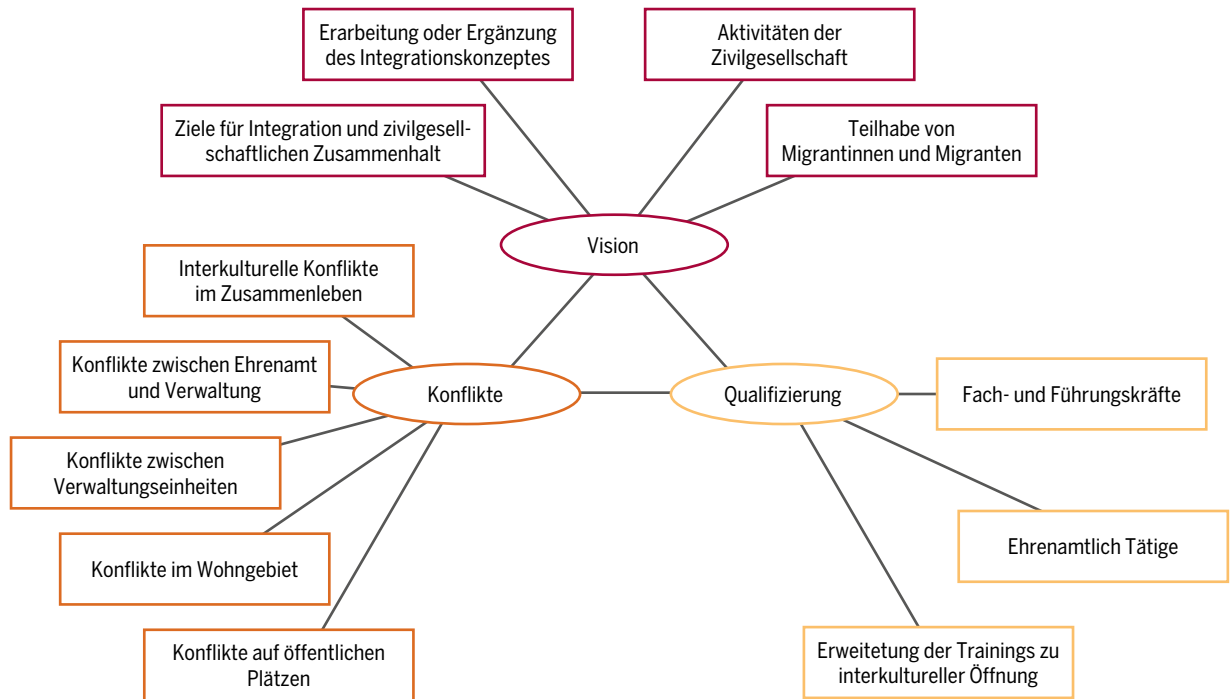 Erarbeitung oder Ergänzung
des Integrationskonzeptes
Aktivitäten der
Zivilgesellschaft
Ziele für Integration und zivilgesell-
schaftlichen Zusammenhalt
Teilhabe von
Migrantinnen und Migranten
Vision
Interkulturelle Konflikte
im Zusammenleben
Konflikte zwischen Ehrenamt
und Verwaltung
Konflikte
Qualifizierung
Fach- und Führungskräfte
Konflikte zwischen
Verwaltungseinheiten
Ehrenamtlich Tätige
Konflikte im Wohngebiet
Konflikte auf öffentlichen
Plätzen
Erweitetung der Trainings zu
interkultureller Öffnung